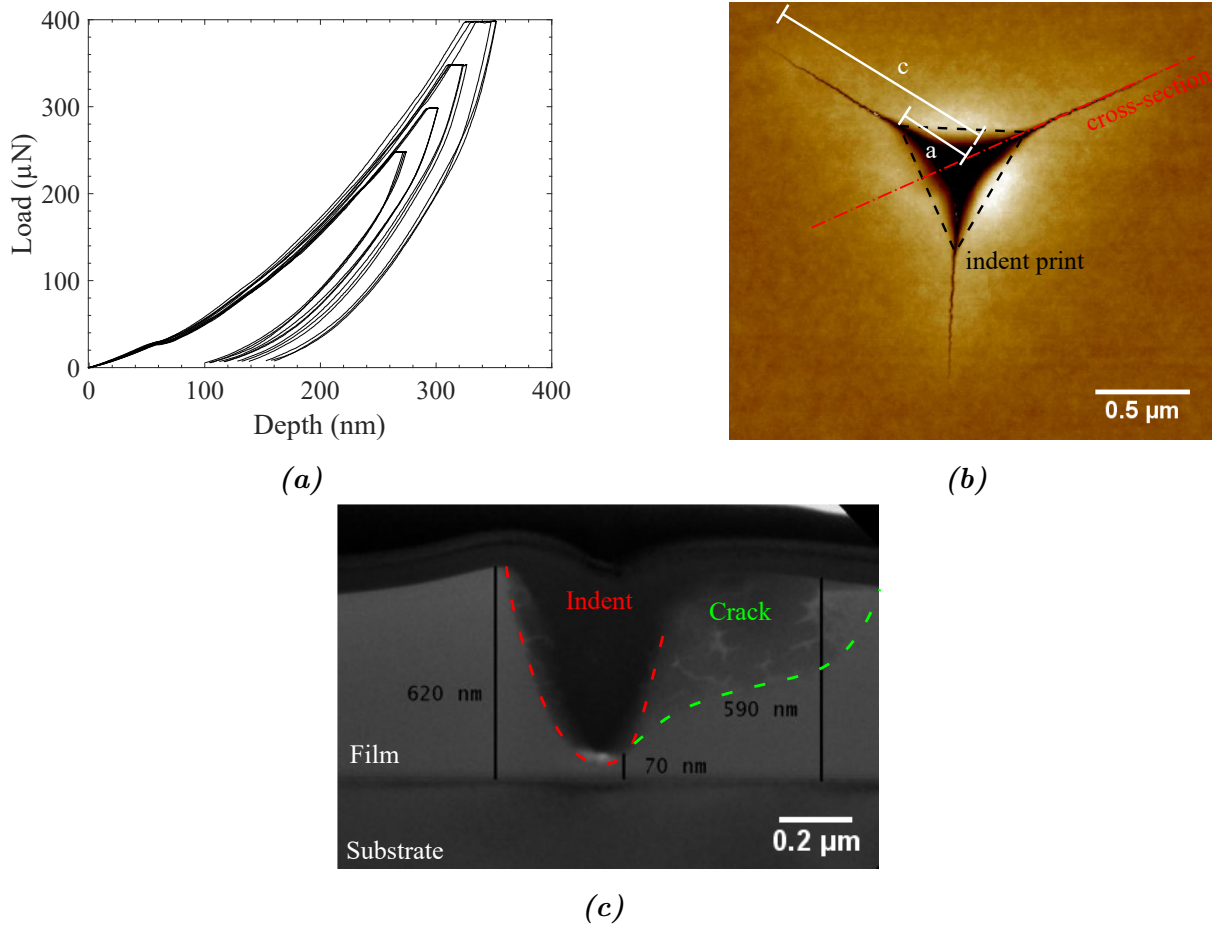 400
300
200
100
0
0 100 200 300 400
Load (µN)
Depth (nm)
(a)
c
a
cross-section
indent print
0.5 µm
(b)
Indent
Crack
620 nm
590 nm
70 nm
Film
Substrate
0.2 µm
(c)